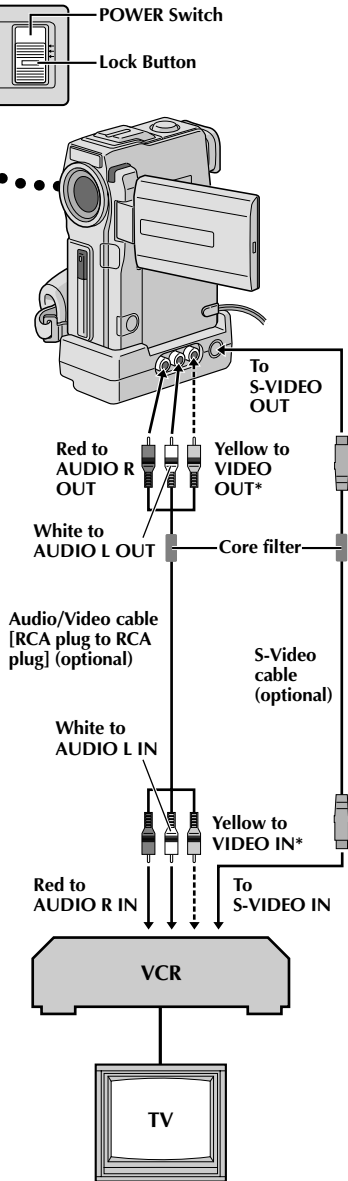 POWER Switch
Lock Button
To
S-VIDEO
OUT
Red to
AUDIO R
OUT
Yellow to
VIDEO
OUT*
White to
AUDIO L OUT
Core filter
Audio/Video cable
[RCA plug to RCA
plug] (optional)
S-Video
cable
(optional)
White to
AUDIO L IN
Yellow to
VIDEO IN*
Red to
AUDIO R IN
To
S-VIDEO IN
VCR
TV